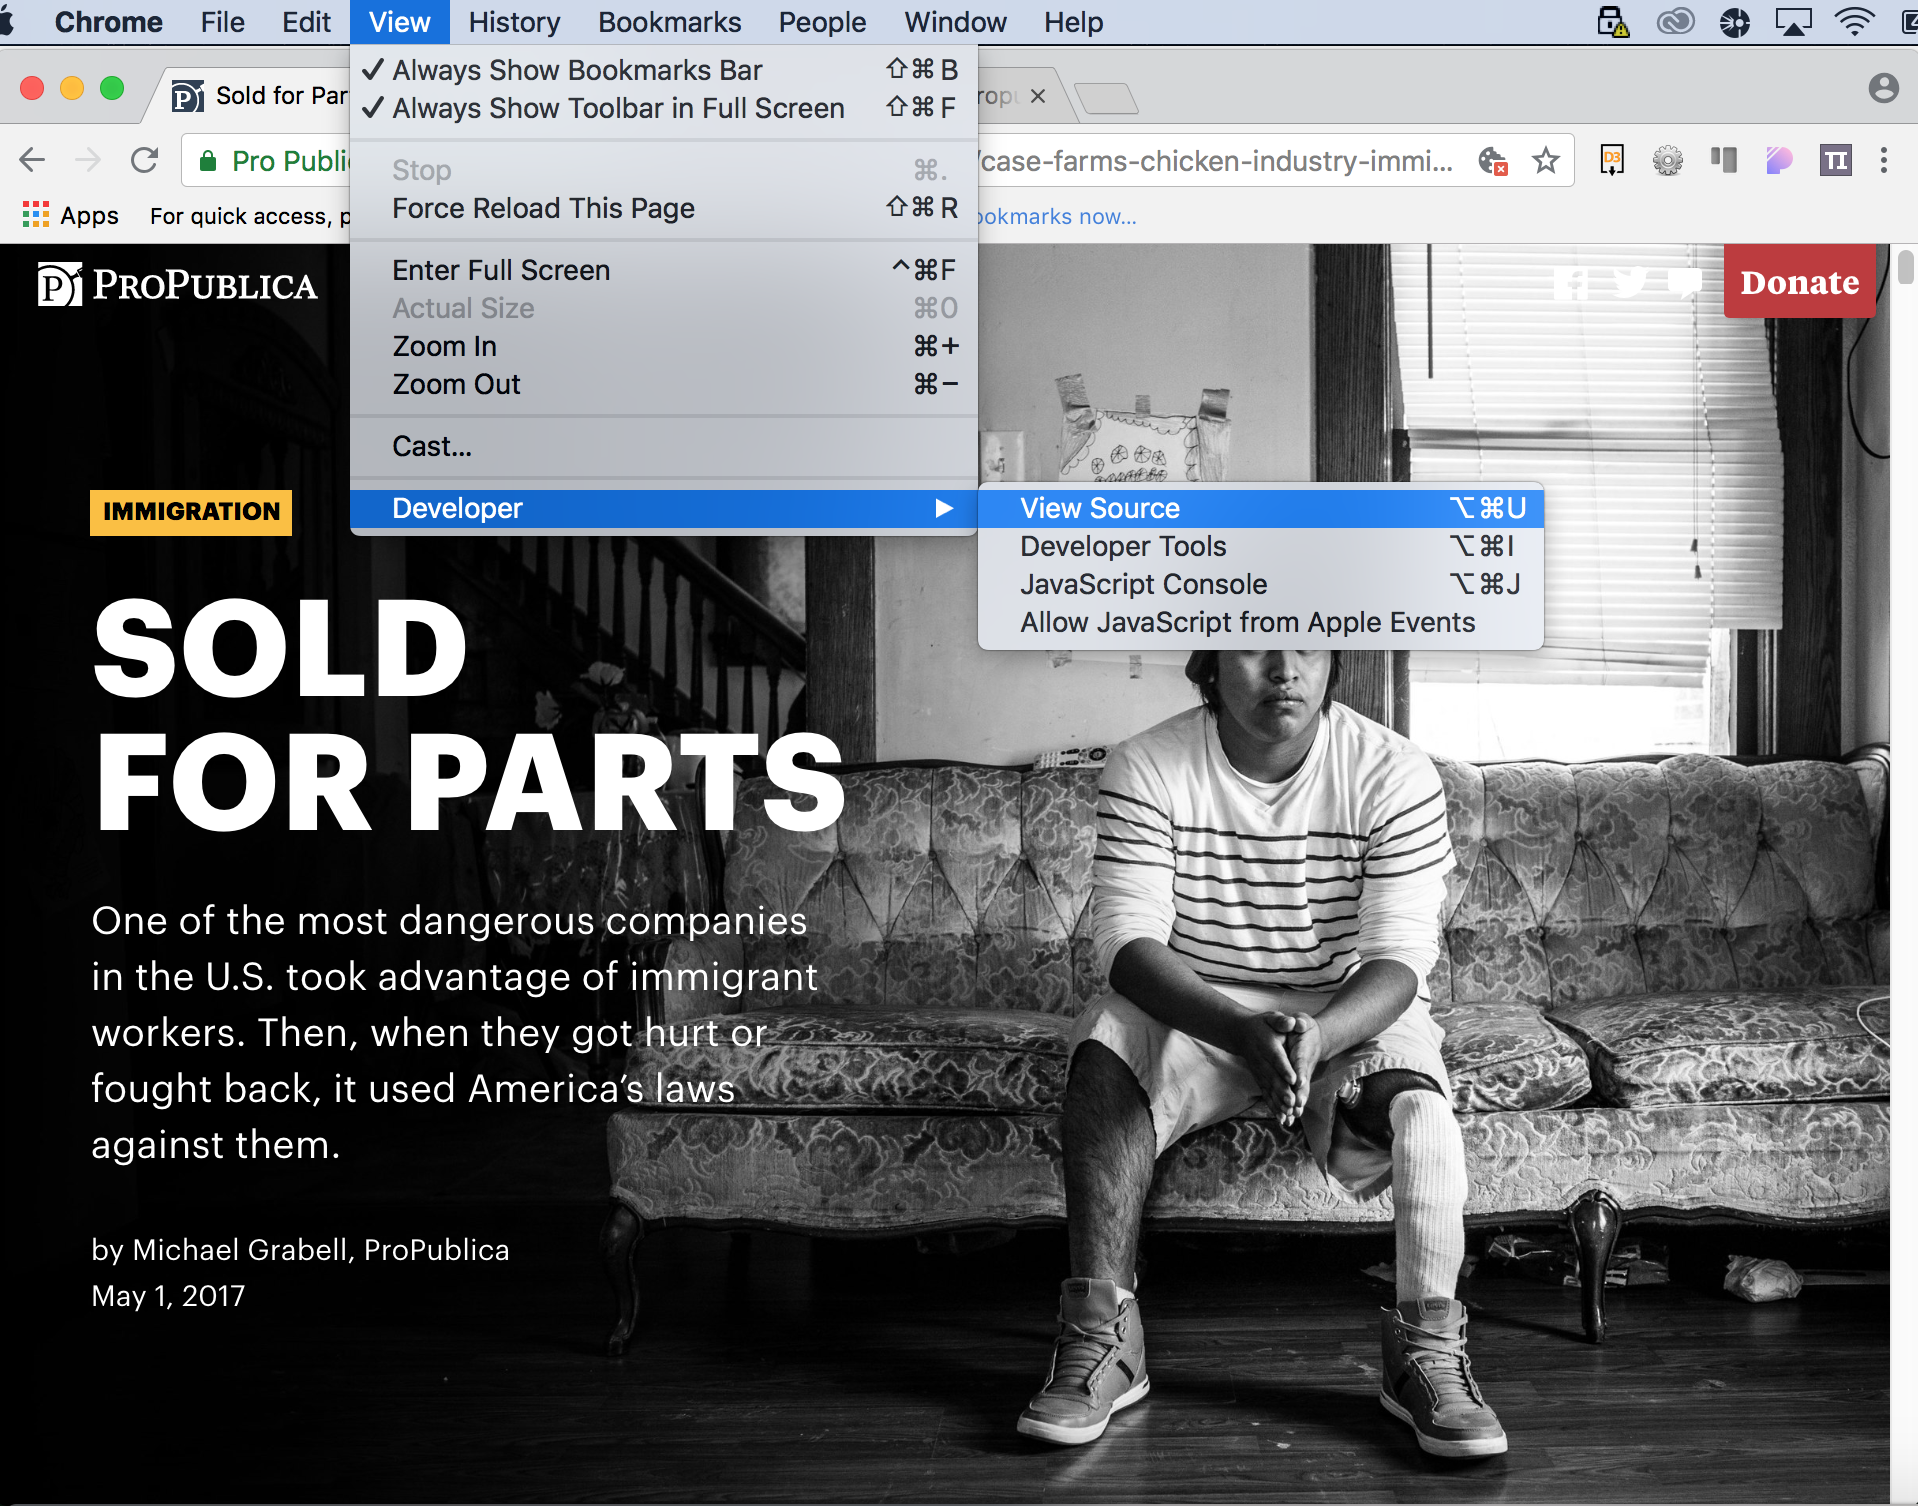 Chrome File Edit View History Bookmarks People Window Help
✓ Always Show Bookmarks Bar ⇧⌘B
✓ Always Show Toolbar in Full Screen ⇧⌘F
Stop ⌘.
Force Reload This Page ⇧⌘R
Enter Full Screen ^⌘F
Actual Size ⌘0
Zoom In ⌘+
Zoom Out ⌘−
Cast...
Developer ▶
View Source ⌥⌘U
Developer Tools ⌥⌘I
JavaScript Console ⌥⌘J
Allow JavaScript from Apple Events
Sold for Par
Pro Publi
/case-farms-chicken-industry-immi...
D3
TI
Apps For quick access, p
ookmarks now...
P PROPUBLICA
Donate
IMMIGRATION
SOLD
FOR PARTS
One of the most dangerous companies
in the U.S. took advantage of immigrant
workers. Then, when they got hurt or
fought back, it used America’s laws
against them.
by Michael Grabell, ProPublica
May 1, 2017